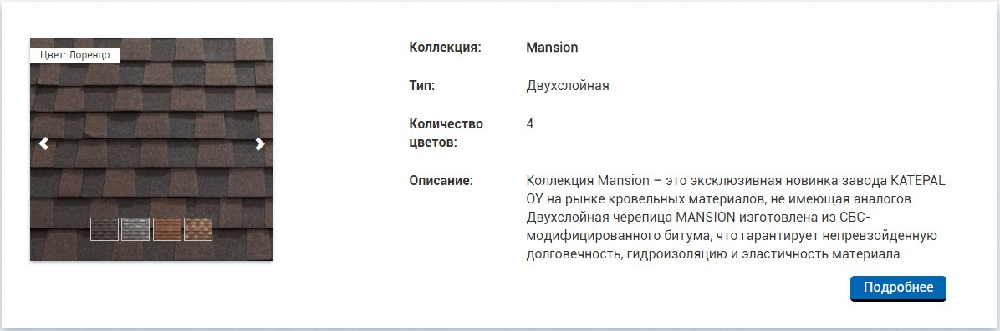 Цвет: Лоренцо
Коллекция: Mansion
Тип: Двухслойная
Количество цветов: 4
Описание: Коллекция Mansion – это эксклюзивная новинка завода KATEPAL
OY на рынке кровельных материалов, не имеющая аналогов.
Двухслойная черепица MANSION изготовлена из СБС-
модифицированного битума, что гарантирует непревзойденную
долговечность, гидроизоляцию и эластичность материала.
Подробнее